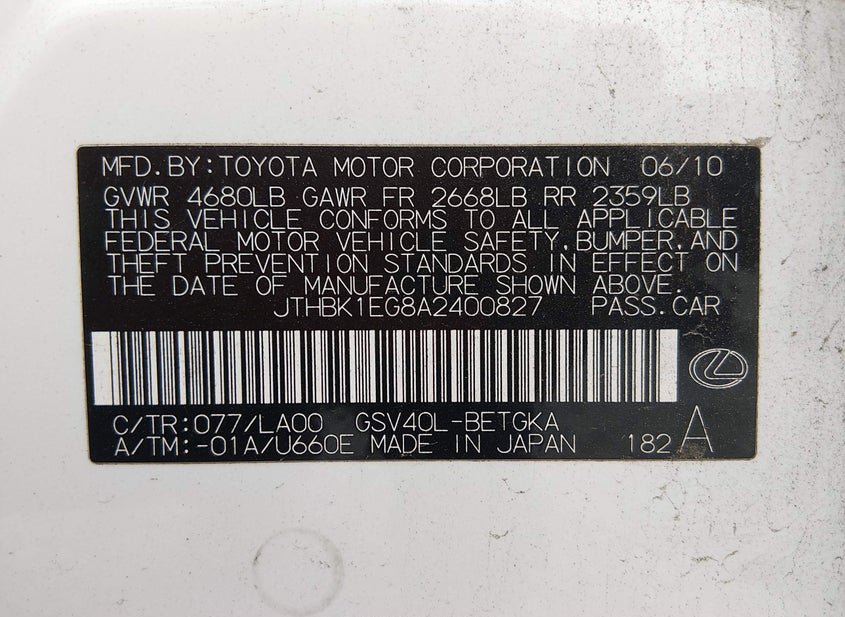 MFD.BY:TOYOTA MOTOR CORPORATION 06/10
GVWR 4680LB GAWR FR 2668LB RR 2359LB
THIS VEHICLE CONFORMS TO ALL APPLICABLE
FEDERAL MOTOR VEHICLE SAFETY,BUMPER,AND
THEFT PREVENTION STANDARDS IN EFFECT ON
THE DATE OF MANUFACTURE SHOWN ABOVE.
JTHBK1EG8A2400827 PASS.CAR
C/TR:077/LA00 GSV40L-BETGKA
A/TM:-01A/U660E MADE IN JAPAN 182 A